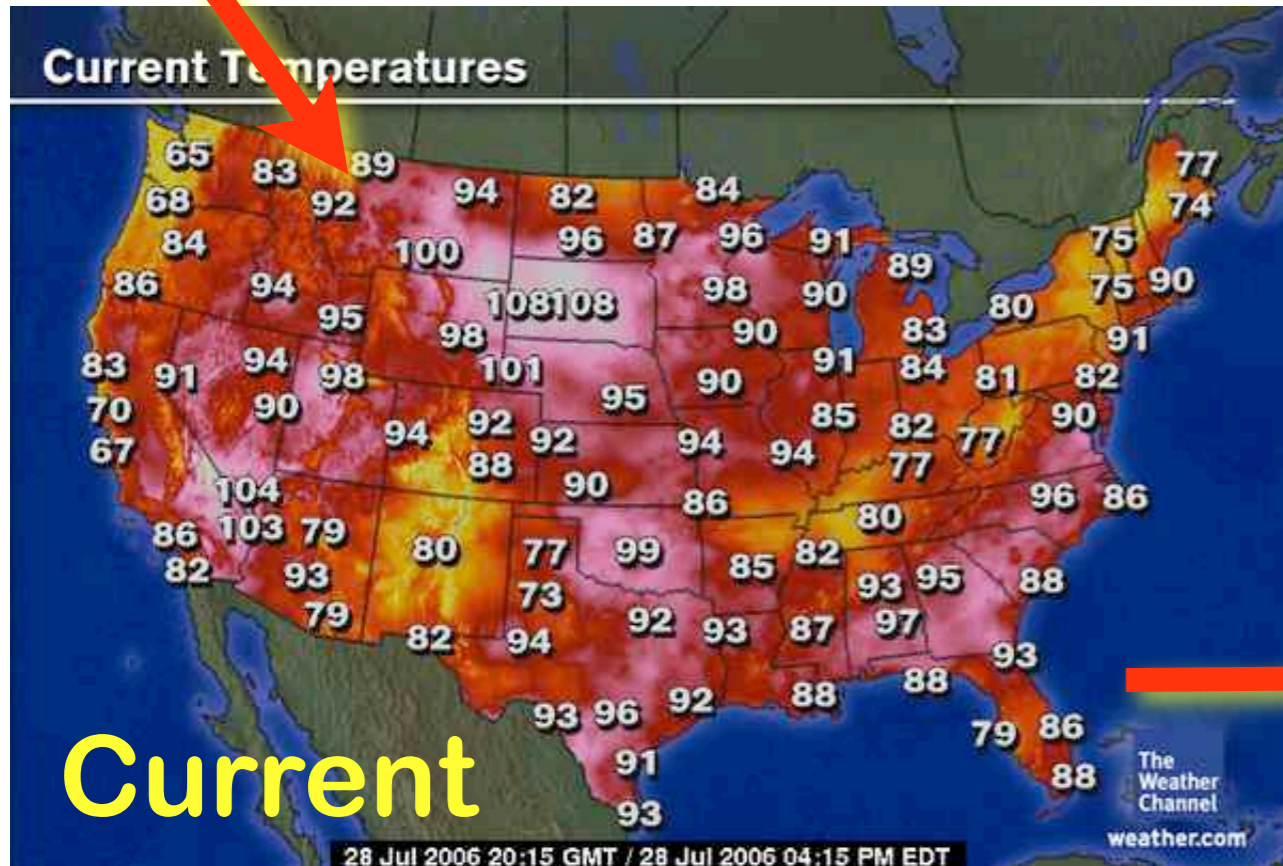 Current Temperatures
65 83 89 77
68 92 94 82 84 74
84 100 96 87 96 91 75
86 94 108 108 98 90 89 75 90
95 98 90 83 80 91
83 91 94 98 101 90 91 84 81 82
70 90 95 85 82 90
67 94 92 92 94 94 77 77
88 90 86 96 86
104 80
86 103 79 80 77 99 85 82 88
82 93 73 93 95
79 82 94 92 93 87 97 93
93 96 92 88 88
91 79 86
93 88
Current
The
Weather
Channel
weather.com
28 Jul 2006 20:15 GMT / 28 Jul 2006 04:15 PM EDT